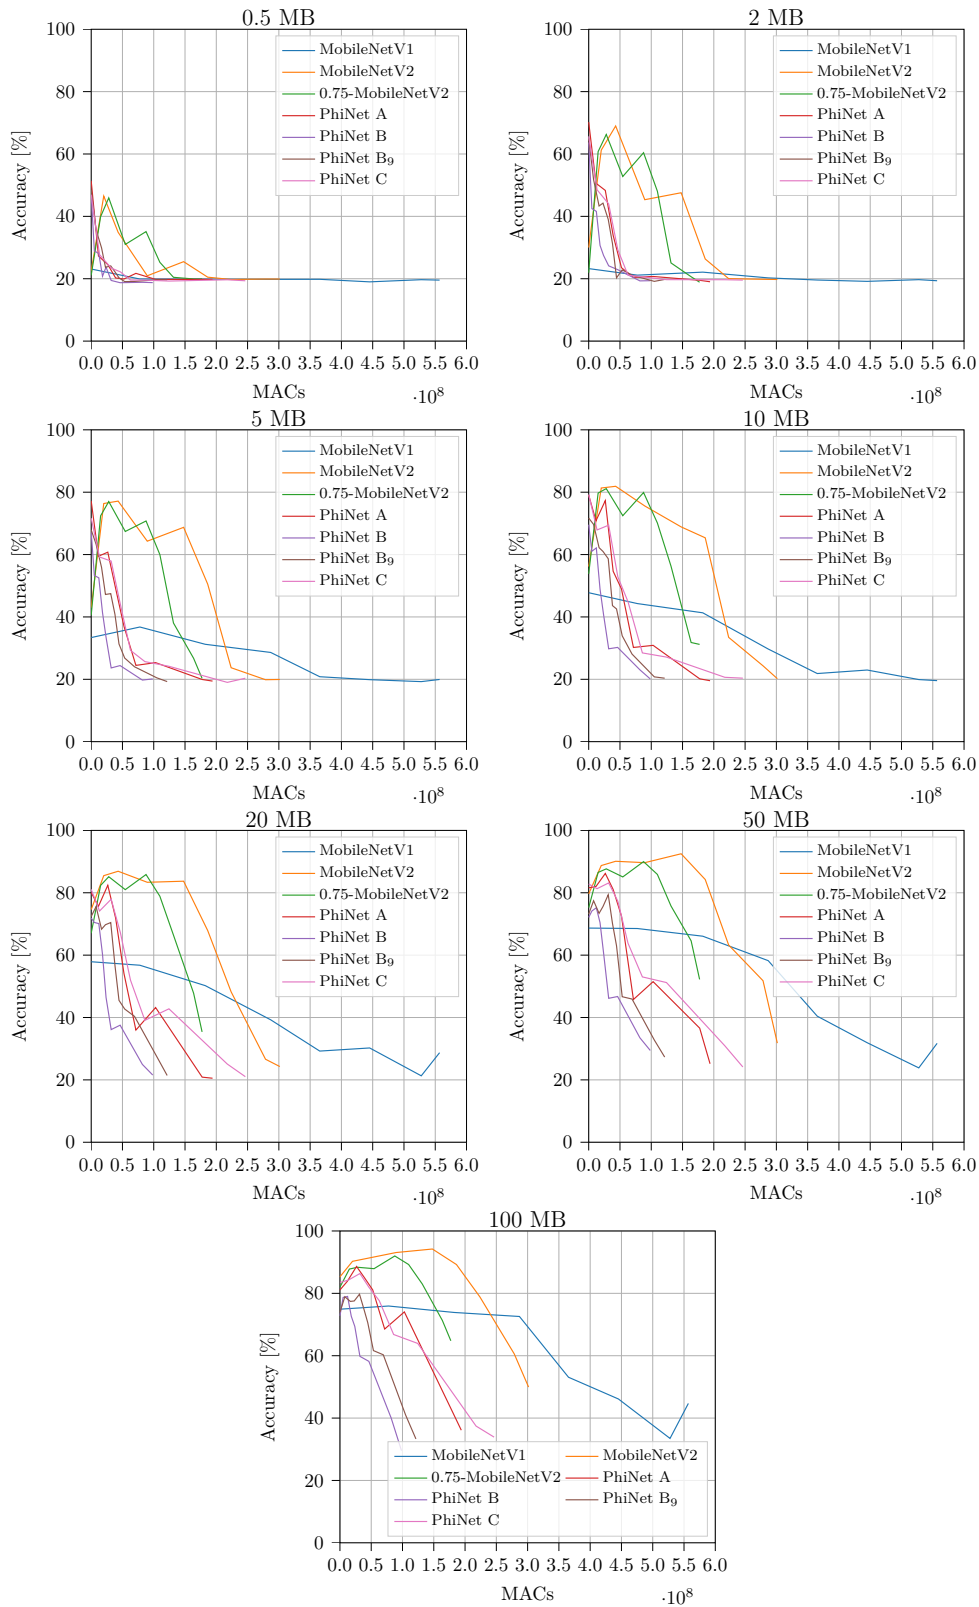 0.5 MB
2 MB
100
80
60
40
20
0
Accuracy [%]
MobileNetV1
MobileNetV2
0.75-MobileNetV2
PhiNet A
PhiNet B
PhiNet B9
PhiNet C
0.0 0.5 1.0 1.5 2.0 2.5 3.0 3.5 4.0 4.5 5.0 5.5 6.0
MACs
·10^8
100
80
60
40
20
0
Accuracy [%]
MobileNetV1
MobileNetV2
0.75-MobileNetV2
PhiNet A
PhiNet B
PhiNet B9
PhiNet C
0.0 0.5 1.0 1.5 2.0 2.5 3.0 3.5 4.0 4.5 5.0 5.5 6.0
MACs
·10^8
5 MB
10 MB
100
80
60
40
20
0
Accuracy [%]
MobileNetV1
MobileNetV2
0.75-MobileNetV2
PhiNet A
PhiNet B
PhiNet B9
PhiNet C
0.0 0.5 1.0 1.5 2.0 2.5 3.0 3.5 4.0 4.5 5.0 5.5 6.0
MACs
·10^8
100
80
60
40
20
0
Accuracy [%]
MobileNetV1
MobileNetV2
0.75-MobileNetV2
PhiNet A
PhiNet B
PhiNet B9
PhiNet C
0.0 0.5 1.0 1.5 2.0 2.5 3.0 3.5 4.0 4.5 5.0 5.5 6.0
MACs
·10^8
20 MB
50 MB
100
80
60
40
20
0
Accuracy [%]
MobileNetV1
MobileNetV2
0.75-MobileNetV2
PhiNet A
PhiNet B
PhiNet B9
PhiNet C
0.0 0.5 1.0 1.5 2.0 2.5 3.0 3.5 4.0 4.5 5.0 5.5 6.0
MACs
·10^8
100
80
60
40
20
0
Accuracy [%]
MobileNetV1
MobileNetV2
0.75-MobileNetV2
PhiNet A
PhiNet B
PhiNet B9
PhiNet C
0.0 0.5 1.0 1.5 2.0 2.5 3.0 3.5 4.0 4.5 5.0 5.5 6.0
MACs
·10^8
100 MB
100
80
60
40
20
0
Accuracy [%]
MobileNetV1 MobileNetV2
0.75-MobileNetV2 PhiNet A
PhiNet B PhiNet B9
PhiNet C
0.0 0.5 1.0 1.5 2.0 2.5 3.0 3.5 4.0 4.5 5.0 5.5 6.0
MACs
·10^8